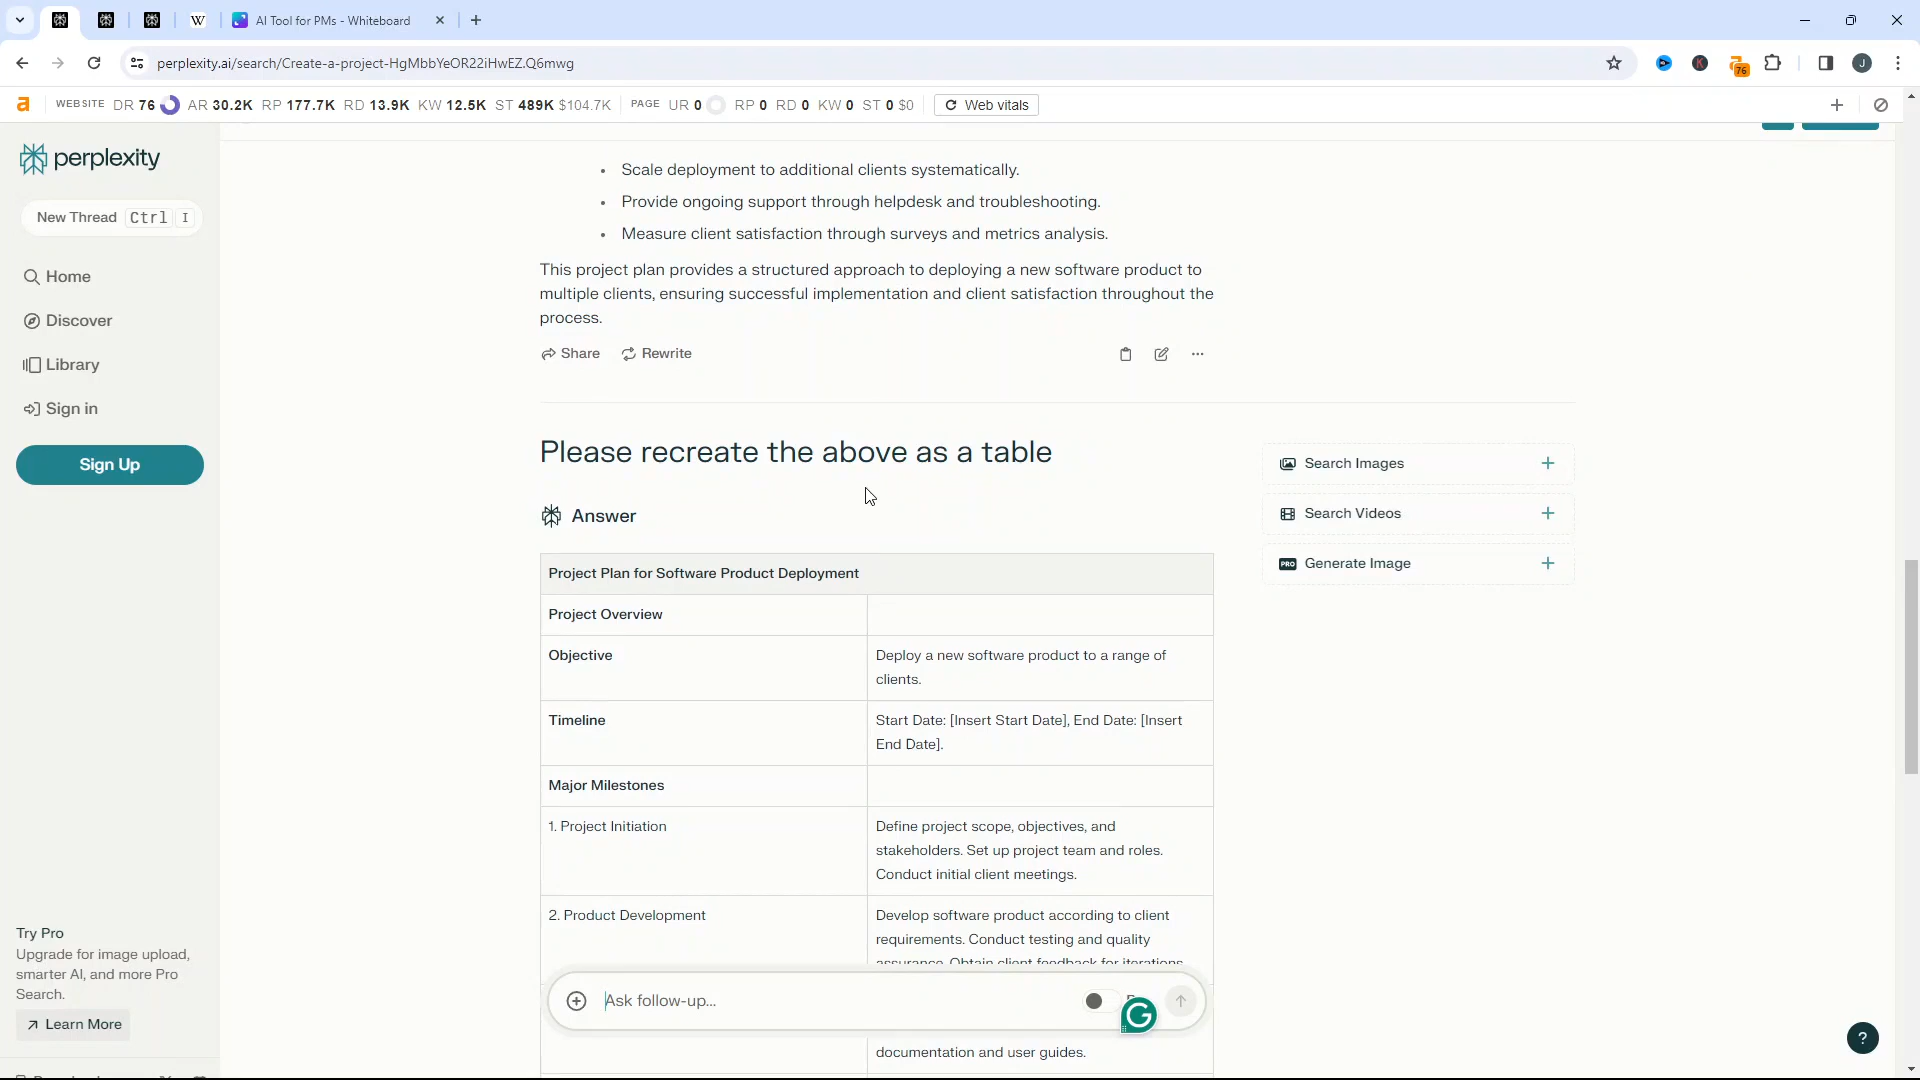 W
AI Tool for PMs - Whiteboard
perplexity.ai/search/Create-a-project-HgMbbYeOR22iHwEZ.Q6mwg
K
76
J
a WEBSITE DR 76 AR 30.2K RP 177.7K RD 13.9K KW 12.5K ST 489K $104.7K PAGE UR 0 RP 0 RD 0 KW 0 ST 0 $0 Web vitals
perplexity
New Thread Ctrl I
Home
Discover
Library
Sign in
Sign Up
Try Pro
Upgrade for image upload,
smarter AI, and more Pro
Search.
Learn More
• Scale deployment to additional clients systematically.
• Provide ongoing support through helpdesk and troubleshooting.
• Measure client satisfaction through surveys and metrics analysis.
This project plan provides a structured approach to deploying a new software product to
multiple clients, ensuring successful implementation and client satisfaction throughout the
process.
Share Rewrite
Please recreate the above as a table
Answer
Project Plan for Software Product Deployment
Project Overview
Objective
Deploy a new software product to a range of
clients.
Timeline
Start Date: [Insert Start Date], End Date: [Insert
End Date].
Major Milestones
1. Project Initiation
Define project scope, objectives, and
stakeholders. Set up project team and roles.
Conduct initial client meetings.
2. Product Development
Develop software product according to client
requirements. Conduct testing and quality
assurance. Obtain client feedback for iterations
Ask follow-up...
G
documentation and user guides.
Search Images
Search Videos
PRO Generate Image
?